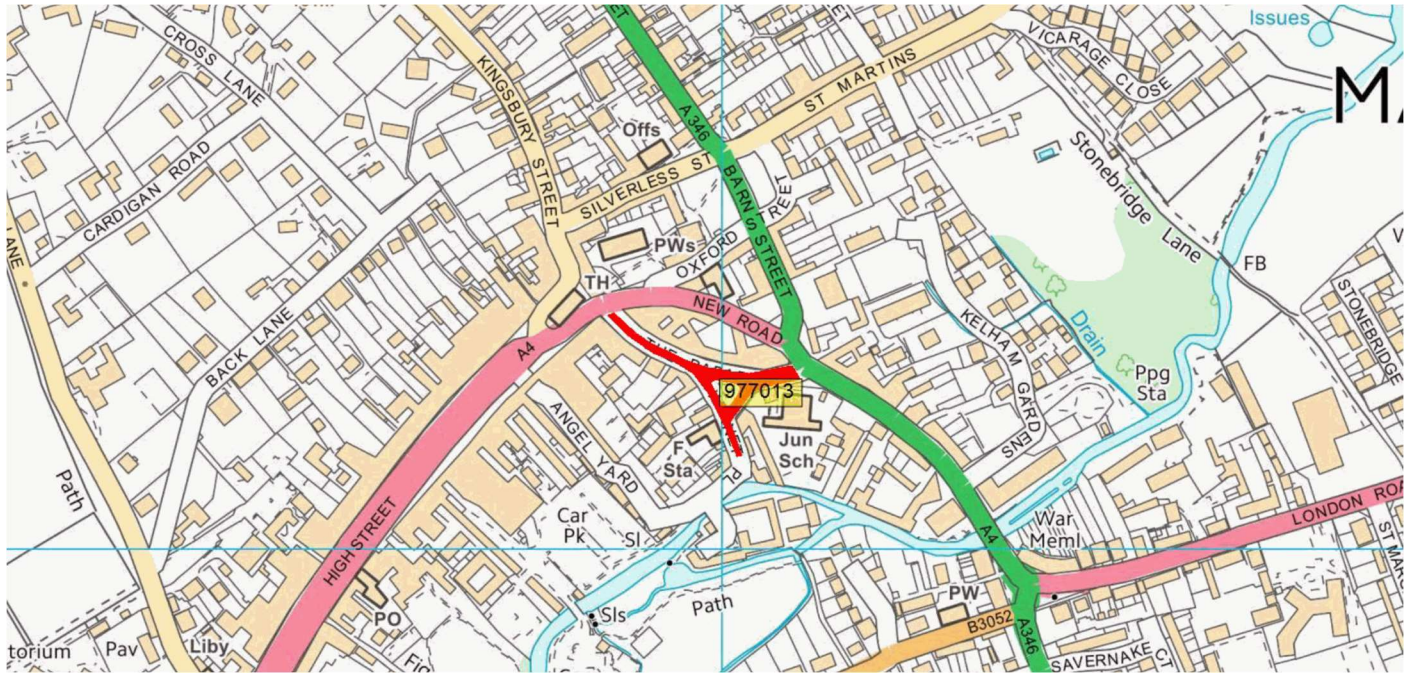 Issues
CROSS LANE
KINGSBURY STREET
A346
ST MARTINS
VICARAGE CLOSE
MA
Offs
CARDIGAN ROAD
SILVERLESS ST
BARN'S STREET
Stonebridge Lane
LANE
PWs
OXFORD
TH
FB
NEW ROAD
STONEBRIDGE
BACK LANE
A4
KELHAM GARDENS
Drain
Ppg
Sta
977013
ANGEL YARD
F
Sta
Jun
Sch
PL
Path
HIGH STREET
Car
Pk
Sl
A4
War
Meml
LONDON ROA
Path
PO
Sls
PW
B3052
A346
SAVERNAKE CT
torium
Pav
Liby